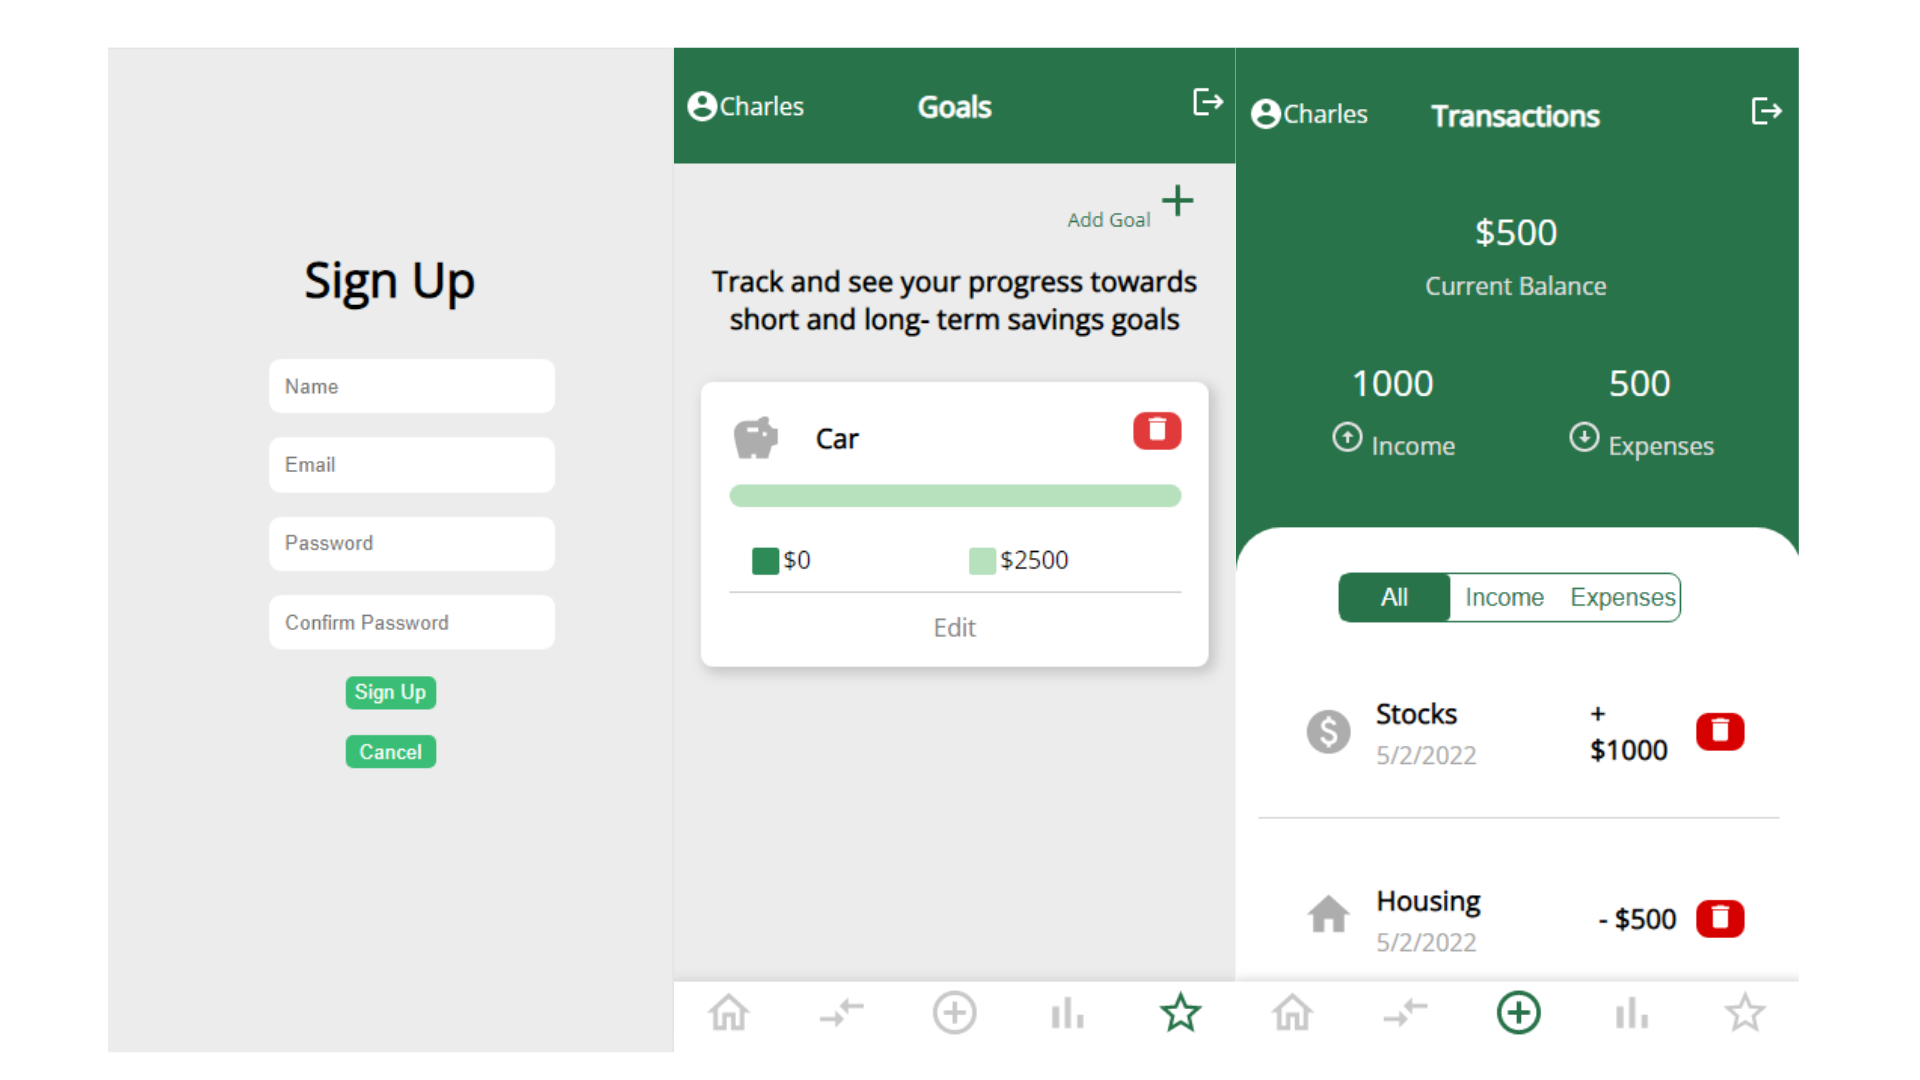 Sign Up
Name
Email
Password
Confirm Password
Sign Up
Cancel
Charles
Goals
Add Goal
Track and see your progress towards
short and long- term savings goals
Car
$0
$2500
Edit
Charles
Transactions
$500
Current Balance
1000
500
Income
Expenses
All
Income
Expenses
Stocks
+
$1000
5/2/2022
Housing
- $500
5/2/2022